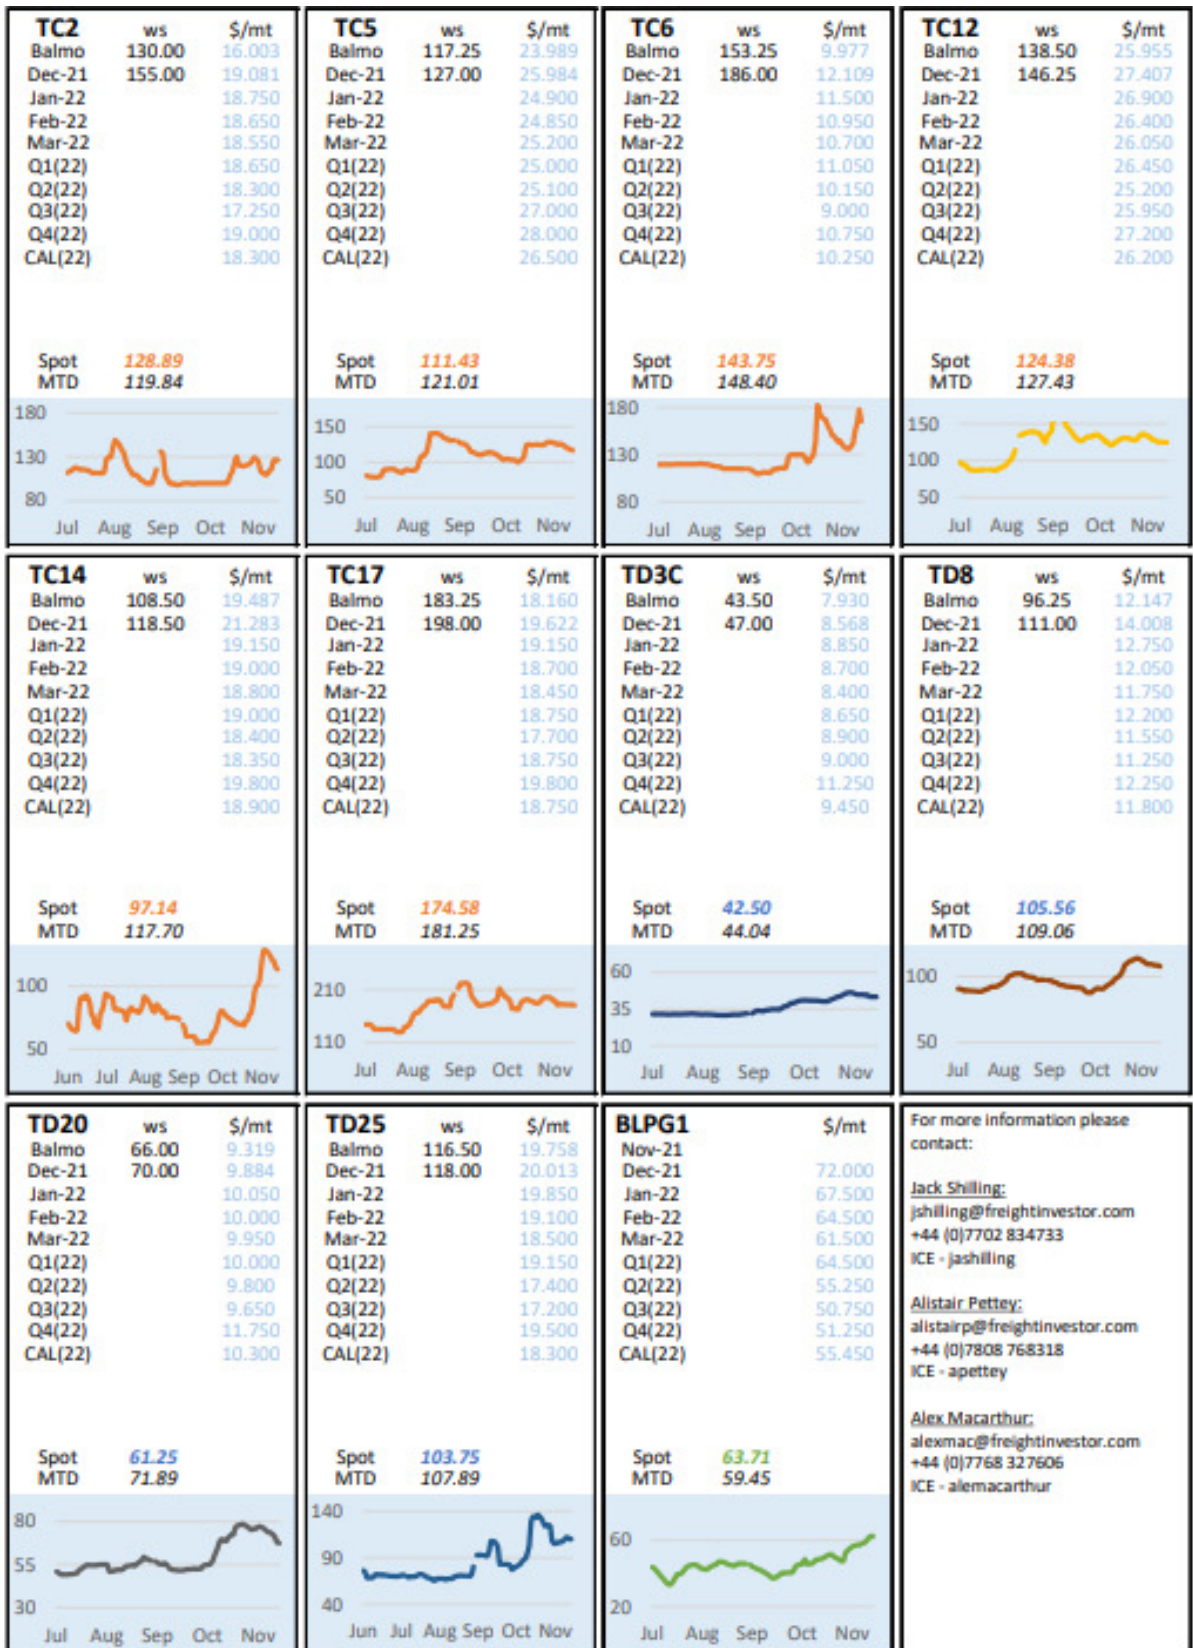 TC2 ws $/mt
Balmo 130.00 16.003
Dec-21 155.00 19.081
Jan-22 18.750
Feb-22 18.650
Mar-22 18.550
Q1(22) 18.650
Q2(22) 18.300
Q3(22) 17.250
Q4(22) 19.000
CAL(22) 18.300
Spot 128.89
MTD 119.84
180
130
80
Jul Aug Sep Oct Nov
TC5 ws $/mt
Balmo 117.25 23.989
Dec-21 127.00 25.984
Jan-22 24.900
Feb-22 24.850
Mar-22 25.200
Q1(22) 25.000
Q2(22) 25.100
Q3(22) 27.000
Q4(22) 28.000
CAL(22) 26.500
Spot 111.43
MTD 121.01
150
100
50
Jul Aug Sep Oct Nov
TC6 ws $/mt
Balmo 153.25 9.977
Dec-21 186.00 12.109
Jan-22 11.500
Feb-22 10.950
Mar-22 10.700
Q1(22) 11.050
Q2(22) 10.150
Q3(22) 9.000
Q4(22) 10.750
CAL(22) 10.250
Spot 143.75
MTD 148.40
180
130
80
Jul Aug Sep Oct Nov
TC12 ws $/mt
Balmo 138.50 25.955
Dec-21 146.25 27.407
Jan-22 26.900
Feb-22 26.400
Mar-22 26.050
Q1(22) 26.450
Q2(22) 25.200
Q3(22) 25.950
Q4(22) 27.200
CAL(22) 26.200
Spot 124.38
MTD 127.43
150
100
50
Jul Aug Sep Oct Nov
TC14 ws $/mt
Balmo 108.50 19.487
Dec-21 118.50 21.283
Jan-22 19.150
Feb-22 19.000
Mar-22 18.800
Q1(22) 19.000
Q2(22) 18.400
Q3(22) 18.350
Q4(22) 19.800
CAL(22) 18.900
Spot 97.14
MTD 117.70
100
50
Jun Jul Aug Sep Oct Nov
TC17 ws $/mt
Balmo 183.25 18.160
Dec-21 198.00 19.622
Jan-22 19.150
Feb-22 18.700
Mar-22 18.450
Q1(22) 18.750
Q2(22) 17.700
Q3(22) 18.750
Q4(22) 19.800
CAL(22) 18.750
Spot 174.58
MTD 181.25
210
110
Jul Aug Sep Oct Nov
TD3C ws $/mt
Balmo 43.50 7.930
Dec-21 47.00 8.568
Jan-22 8.850
Feb-22 8.700
Mar-22 8.400
Q1(22) 8.650
Q2(22) 8.900
Q3(22) 9.000
Q4(22) 11.250
CAL(22) 9.450
Spot 42.50
MTD 44.04
60
35
10
Jul Aug Sep Oct Nov
TD8 ws $/mt
Balmo 96.25 12.147
Dec-21 111.00 14.008
Jan-22 12.750
Feb-22 12.050
Mar-22 11.750
Q1(22) 12.200
Q2(22) 11.550
Q3(22) 11.250
Q4(22) 12.250
CAL(22) 11.800
Spot 105.56
MTD 109.06
100
50
Jul Aug Sep Oct Nov
TD20 ws $/mt
Balmo 66.00 9.319
Dec-21 70.00 9.884
Jan-22 10.050
Feb-22 10.000
Mar-22 9.950
Q1(22) 10.000
Q2(22) 9.800
Q3(22) 9.650
Q4(22) 11.750
CAL(22) 10.300
Spot 61.25
MTD 71.89
80
55
30
Jul Aug Sep Oct Nov
TD25 ws $/mt
Balmo 116.50 19.758
Dec-21 118.00 20.013
Jan-22 19.850
Feb-22 19.100
Mar-22 18.500
Q1(22) 19.150
Q2(22) 17.400
Q3(22) 17.200
Q4(22) 19.500
CAL(22) 18.300
Spot 103.75
MTD 107.89
140
90
40
Jun Jul Aug Sep Oct Nov
BLPG1 $/mt
Nov-21
Dec-21 72.000
Jan-22 67.500
Feb-22 64.500
Mar-22 61.500
Q1(22) 64.500
Q2(22) 55.250
Q3(22) 50.750
Q4(22) 51.250
CAL(22) 55.450
Spot 63.71
MTD 59.45
60
20
Jul Aug Sep Oct Nov
For more information please
contact:
Jack Shilling:
jshilling@freightinvestor.com
+44 (0)7702 834733
ICE - jashilling
Alistair Pettey:
alistairp@freightinvestor.com
+44 (0)7808 768318
ICE - apettey
Alex Macarthur:
alexmac@freightinvestor.com
+44 (0)7768 327606
ICE - alemacarthur